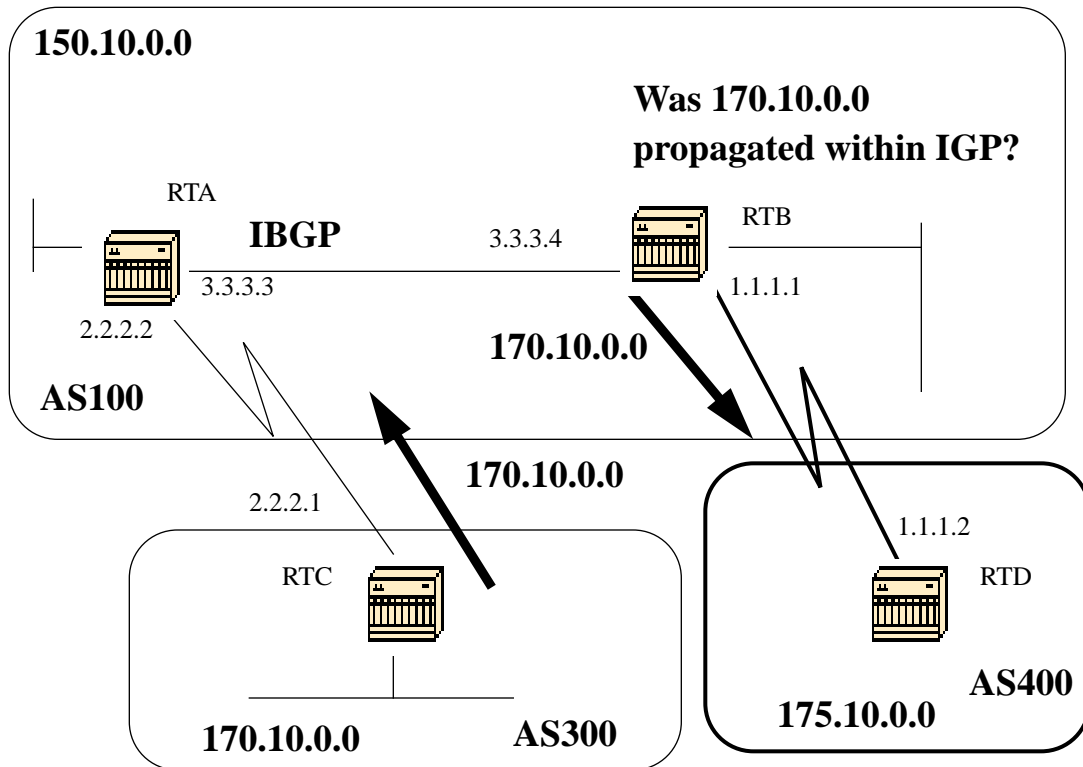 150.10.0.0
Was 170.10.0.0
propagated within IGP?
RTA
RTB
IBGP
3.3.3.4
3.3.3.3
1.1.1.1
2.2.2.2
170.10.0.0
AS100
170.10.0.0
2.2.2.1
1.1.1.2
RTC
RTD
AS400
175.10.0.0
170.10.0.0
AS300